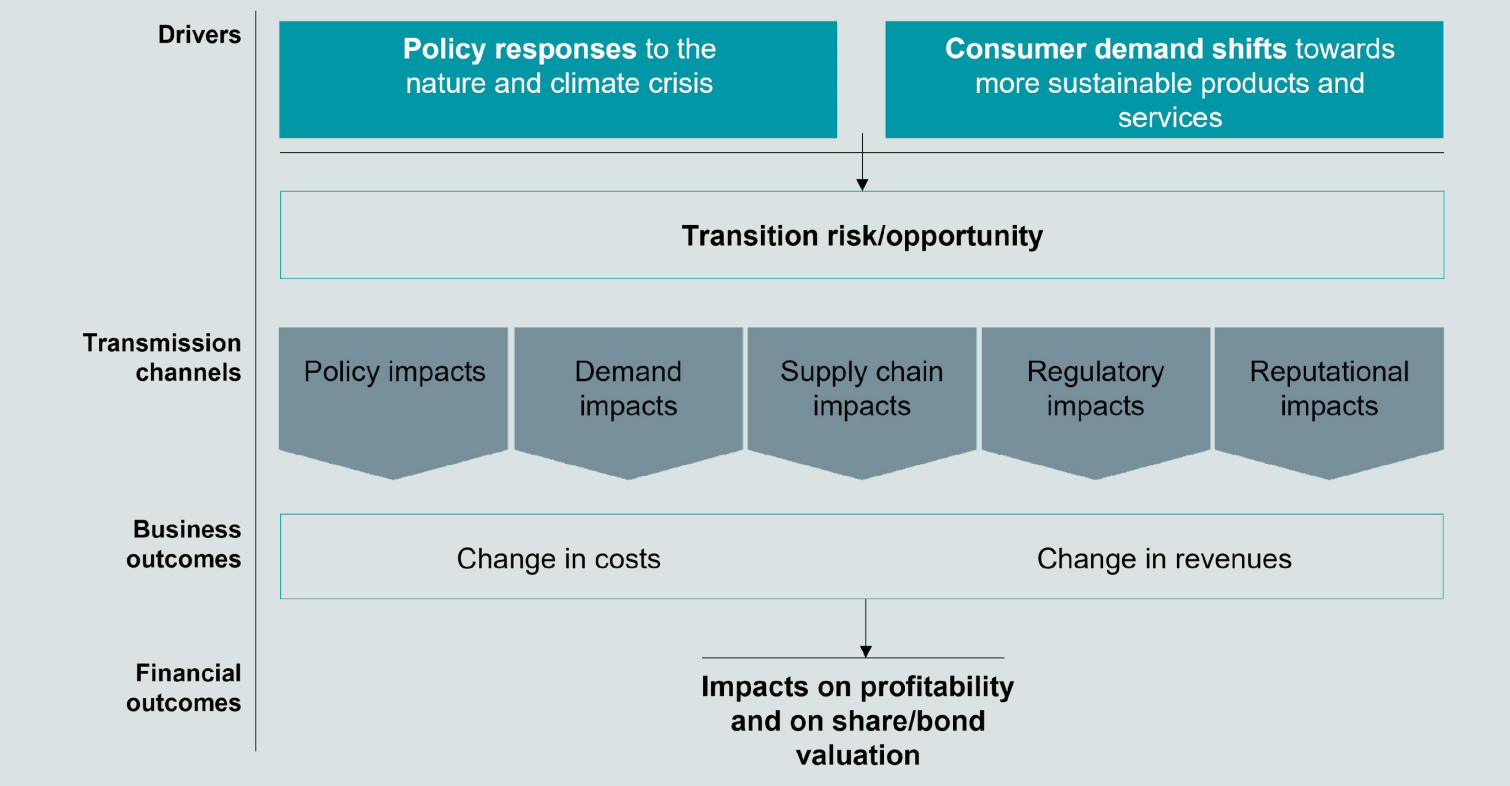 Drivers
Policy responses to the
nature and climate crisis
Consumer demand shifts towards
more sustainable products and
services
Transition risk/opportunity
Transmission
channels
Policy impacts
Demand
impacts
Supply chain
impacts
Regulatory
impacts
Reputational
impacts
Business
outcomes
Change in costs
Change in revenues
Financial
outcomes
Impacts on profitability
and on share/bond
valuation